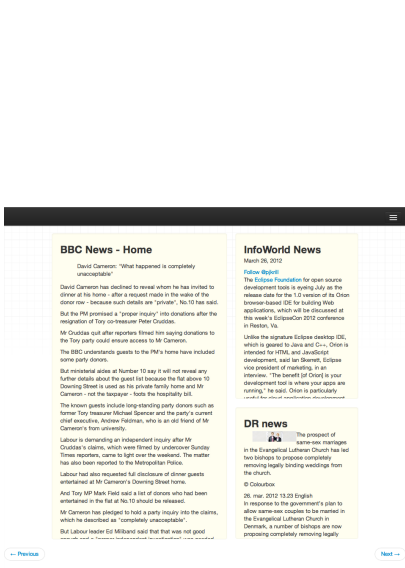 BBC News - Home
David Cameron: "What happened is completely
unacceptable"
David Cameron has declined to reveal whom he has invited to
dinner at his home - after a request made in the wake of the
donor row - because such details are "private", No.10 has said.
But the PM promised a "proper inquiry" into donations after the
resignation of Tory co-treasurer Peter Cruddas.
Mr Cruddas quit after reporters filmed him saying donations to
the Tory party could ensure access to Mr Cameron.
The BBC understands guests to the PM's home have included
some party donors.
But ministerial aides at Number 10 say it will not reveal any
further details about the guest list because the flat above 10
Downing Street is used as his private family home and Mr
Cameron - not the taxpayer - foots the hospitality bill.
The known guests include long-standing party donors such as
former Tory treasurer Michael Spencer and the party's current
chief executive, Andrew Feldman, who is an old friend of Mr
Cameron's from university.
Labour is demanding an independent inquiry after Mr
Cruddas's claims, which were filmed by undercover Sunday
Times reporters, came to light over the weekend. The matter
has also been reported to the Metropolitan Police.
Labour had also requested full disclosure of dinner guests
entertained at Mr Cameron's Downing Street home.
And Tory MP Mark Field said a list of donors who had been
entertained in the flat at No.10 should be released.
Mr Cameron has pledged to hold a party inquiry into the claims,
which he described as "completely unacceptable".
But Labour leader Ed Miliband said that that was not good
InfoWorld News
March 26, 2012
Follow @pjkrill
The Eclipse Foundation for open source
development tools is eyeing July as the
release date for the 1.0 version of its Orion
browser-based IDE for building Web
applications, which will be discussed at
this week's EclipseCon 2012 conference
in Reston, Va.
Unlike the signature Eclipse desktop IDE,
which is geared to Java and C++, Orion is
intended for HTML and JavaScript
development, said Ian Skerrett, Eclipse
vice president of marketing, in an
interview. "The benefit [of Orion] is your
development tool is where your apps are
running," he said. Orion is particularly
DR news
The prospect of
same-sex marriages
in the Evangelical Lutheran Church has led
two bishops to propose completely
removing legally binding weddings from
the church.
© Colourbox
26. mar. 2012 13.23 English
In response to the government's plan to
allow same-sex couples to be married in
the Evangelical Lutheran Church in
Denmark, a number of bishops are now
proposing completely removing legally
← Previous
Next →